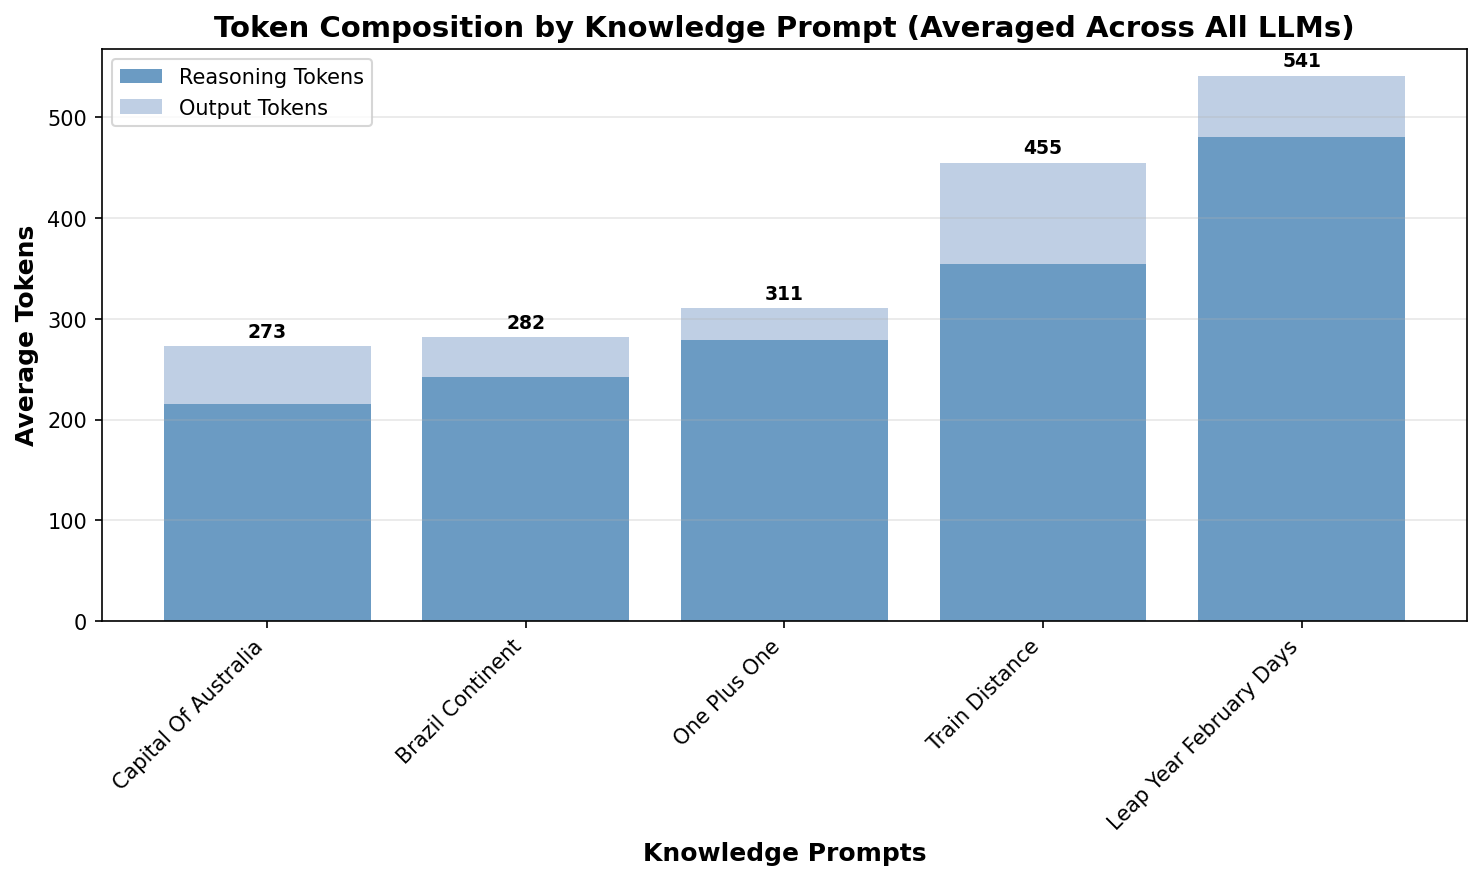 Token Composition by Knowledge Prompt (Averaged Across All LLMs)
Reasoning Tokens
Output Tokens
Average Tokens
500
400
300
200
100
0
273
282
311
455
541
Capital Of Australia
Brazil Continent
One Plus One
Train Distance
Leap Year February Days
Knowledge Prompts